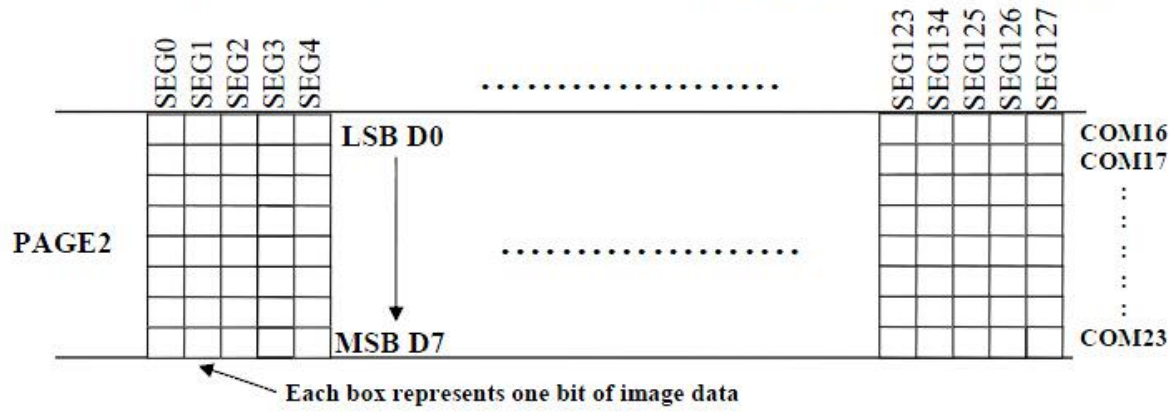 SEG0 SEG1 SEG2 SEG3 SEG4 SEG123 SEG134 SEG125 SEG126 SEG127
LSB D0 COM16
COM17
PAGE2
MSB D7 COM23
Each box represents one bit of image data